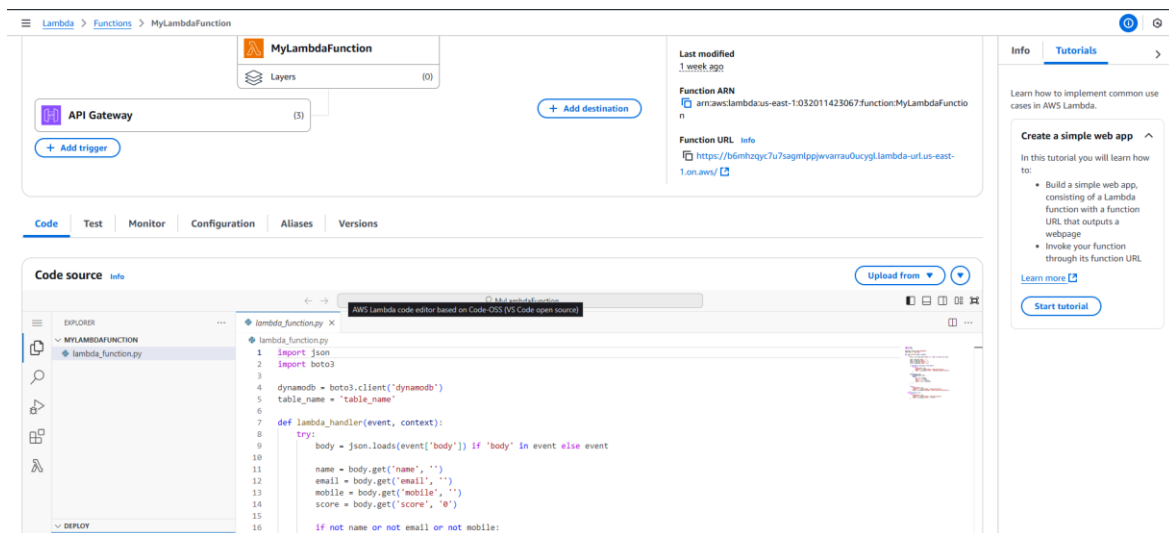 Lambda > Functions > MyLambdaFunction
MyLambdaFunction
Layers (0)
API Gateway (3)
+ Add trigger
+ Add destination
Last modified
1 week ago
Function ARN
arn:aws:lambda:us-east-1:032011423067:function:MyLambdaFunctio
n
Function URL Info
https://b6mhzqyc7u7sagmlppjwvarrau0ucygl.lambda-url.us-east-
1.on.aws/
Info Tutorials
Learn how to implement common use
cases in AWS Lambda.
Create a simple web app
In this tutorial you will learn how
to:
• Build a simple web app,
consisting of a Lambda
function with a function
URL that outputs a
webpage
• Invoke your function
through its function URL
Learn more
Start tutorial
Code Test Monitor Configuration Aliases Versions
Code source Info
Upload from
MyLambdaFunction
AWS Lambda code editor based on Code-OSS (VS Code open source)
EXPLORER ...
MYLAMBDAFUNCTION
lambda_function.py
DEPLOY
lambda_function.py ×
lambda_function.py
1 import json
2 import boto3
3
4 dynamodb = boto3.client('dynamodb')
5 table_name = 'table_name'
6
7 def lambda_handler(event, context):
8 try:
9 body = json.loads(event['body']) if 'body' in event else event
10
11 name = body.get('name', '')
12 email = body.get('email', '')
13 mobile = body.get('mobile', '')
14 score = body.get('score', '0')
15
16 if not name or not email or not mobile: